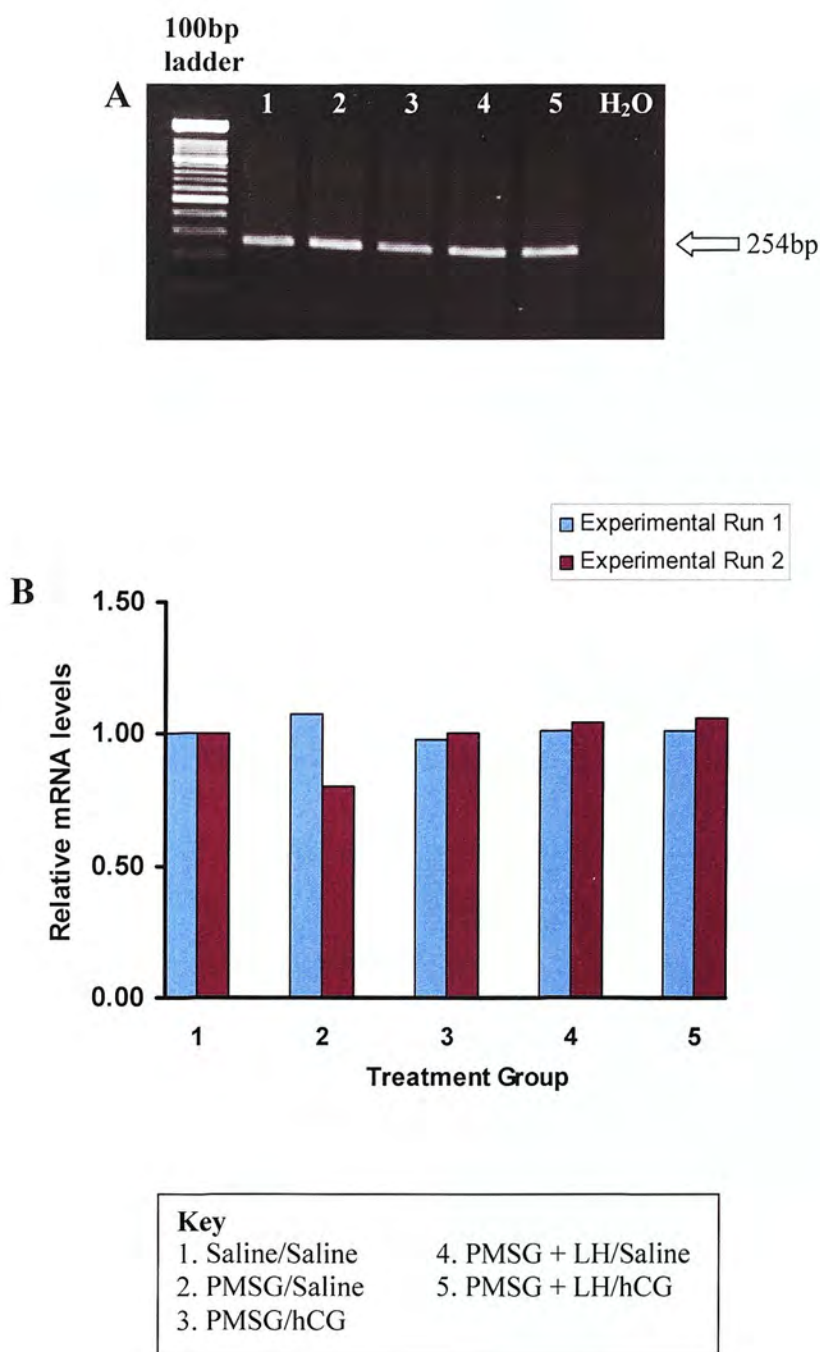 100bp
ladder
A
1 2 3 4 5 H₂O
254bp
Experimental Run 1
Experimental Run 2
B
1.50
1.00
0.50
0.00
Relative mRNA levels
1 2 3 4 5
Treatment Group
Key
1. Saline/Saline 4. PMSG + LH/Saline
2. PMSG/Saline 5. PMSG + LH/hCG
3. PMSG/hCG